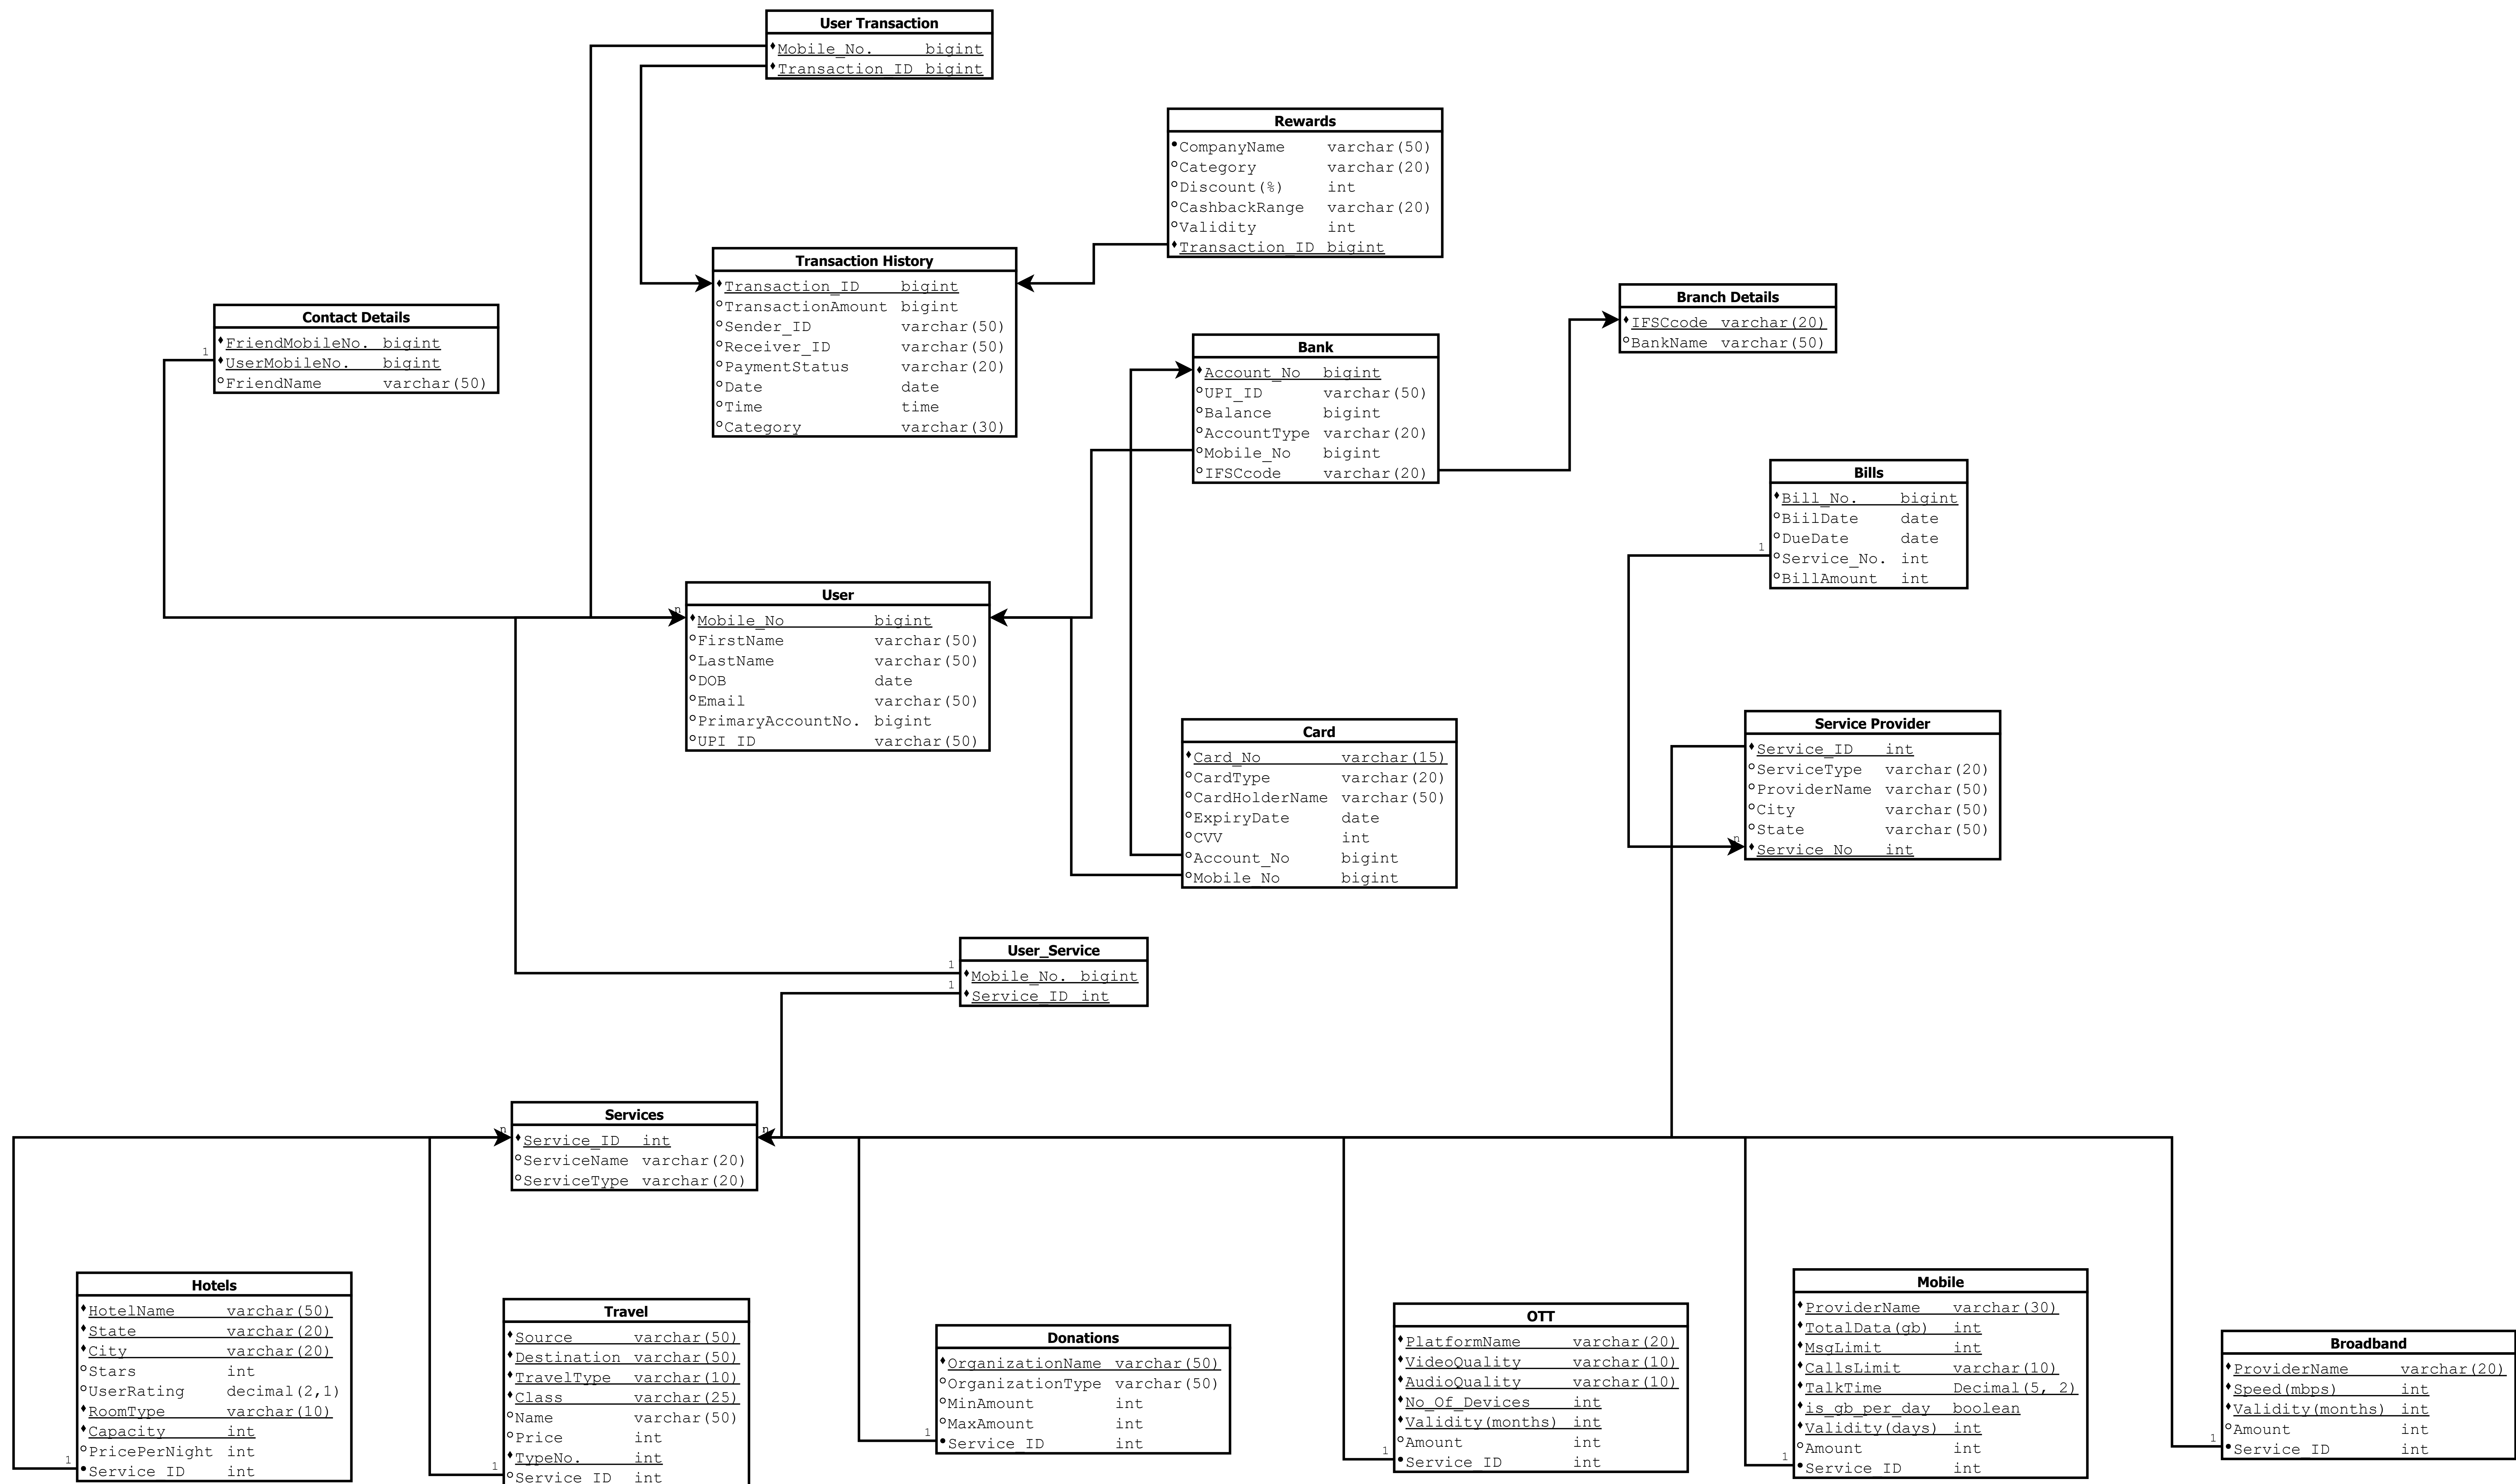 User Transaction
Mobile_No. bigint
Transaction_ID bigint
Rewards
CompanyName varchar(50)
Category varchar(20)
Discount(%) int
CashbackRange varchar(20)
Validity int
Transaction_ID bigint
Transaction History
Transaction_ID bigint
TransactionAmount bigint
Sender_ID varchar(50)
Receiver_ID varchar(50)
PaymentStatus varchar(20)
Date date
Time time
Category varchar(30)
Branch Details
IFSCcode varchar(20)
BankName varchar(50)
Contact Details
FriendMobileNo. bigint
1
UserMobileNo. bigint
FriendName varchar(50)
Bank
Account_No bigint
UPI_ID varchar(50)
Balance bigint
AccountType varchar(20)
Mobile_No bigint
IFSCcode varchar(20)
Bills
Bill_No. bigint
BiilDate date
DueDate date
1
Service_No. int
BillAmount int
User
n
Mobile_No bigint
FirstName varchar(50)
LastName varchar(50)
DOB date
Email varchar(50)
PrimaryAccountNo. bigint
UPI_ID varchar(50)
Card
Card_No varchar(15)
CardType varchar(20)
CardHolderName varchar(50)
ExpiryDate date
CVV int
Account_No bigint
Mobile_No bigint
Service Provider
Service_ID int
ServiceType varchar(20)
ProviderName varchar(50)
City varchar(50)
State varchar(50)
n
Service_No int
User_Service
1
Mobile_No. bigint
1
Service_ID int
Services
n
n
Service_ID int
ServiceName varchar(20)
ServiceType varchar(20)
Hotels
HotelName varchar(50)
State varchar(20)
City varchar(20)
Stars int
UserRating decimal(2,1)
RoomType varchar(10)
Capacity int
PricePerNight int
1
Service_ID int
Travel
Source varchar(50)
Destination varchar(50)
TravelType varchar(10)
Class varchar(25)
Name varchar(50)
Price int
TypeNo. int
1
Service_ID int
Donations
OrganizationName varchar(50)
OrganizationType varchar(50)
MinAmount int
MaxAmount int
1
Service_ID int
OTT
PlatformName varchar(20)
VideoQuality varchar(10)
AudioQuality varchar(10)
No_Of_Devices int
Validity(months) int
Amount int
1
Service_ID int
Mobile
ProviderName varchar(30)
TotalData(gb) int
MsgLimit int
CallsLimit varchar(10)
TalkTime Decimal(5, 2)
is_gb_per_day boolean
Validity(days) int
Amount int
1
Service_ID int
Broadband
ProviderName varchar(20)
Speed(mbps) int
Validity(months) int
Amount int
1
Service_ID int